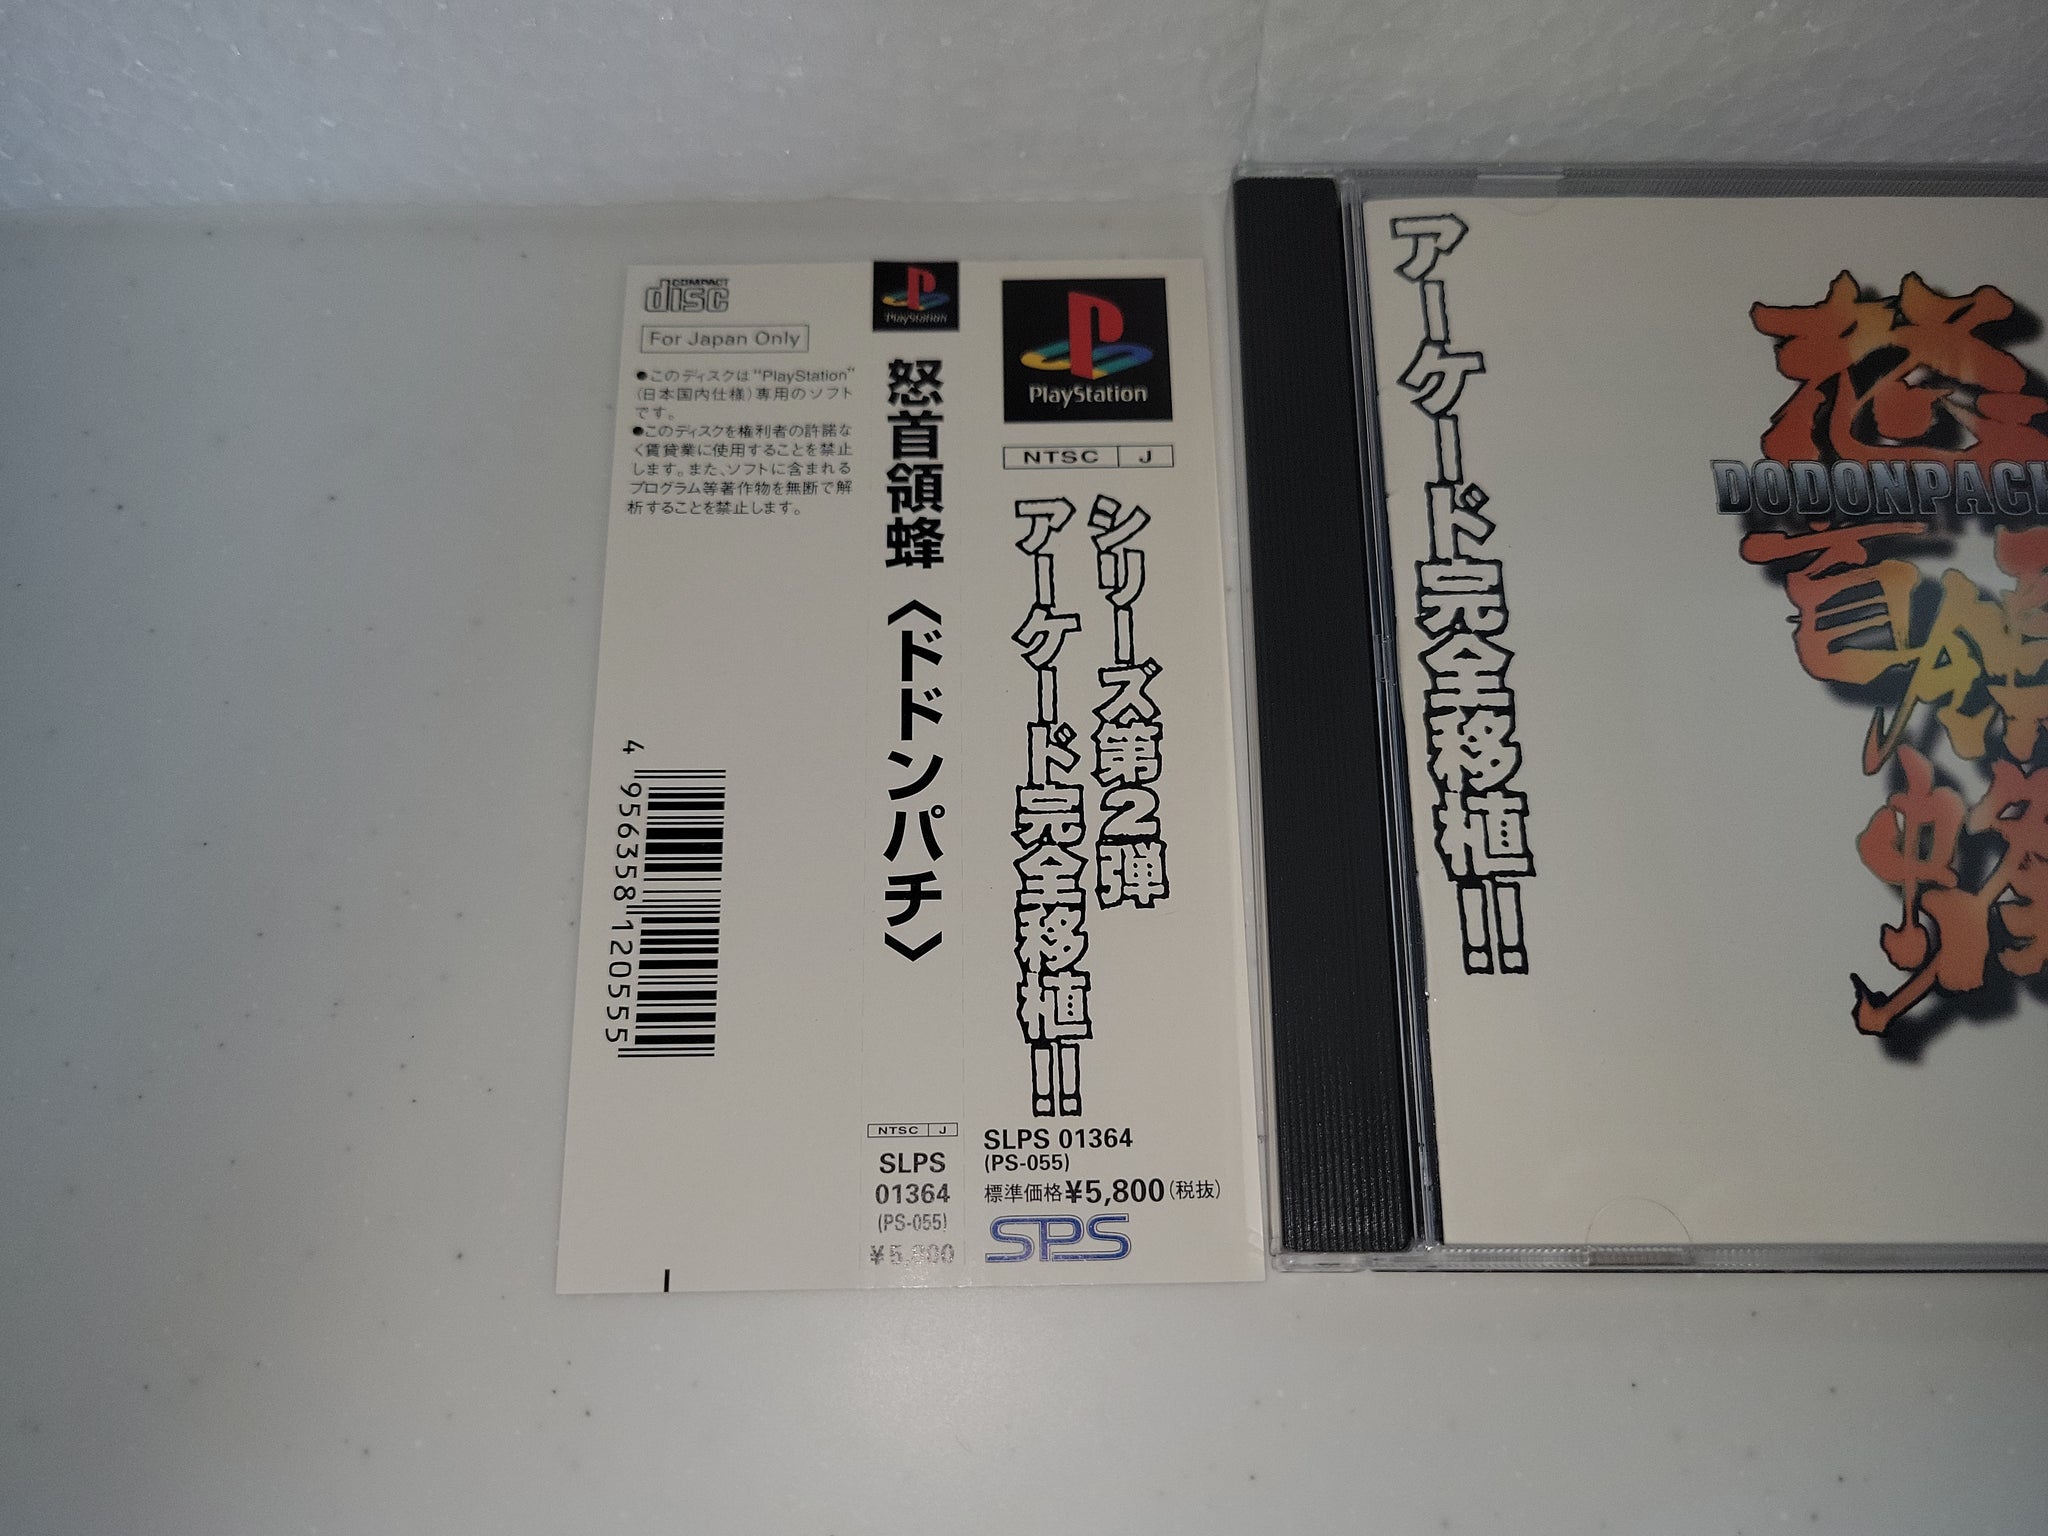 COMPACT
disc
For Japan Only
●このディスクは"PlayStation"
(日本国内仕様)専用のソフト
です。
●このディスクを権利者の許諾な
く賃貸業に使用することを禁止
します。また、ソフトに含まれる
プログラム等著作物を無断で解
析することを禁止します。
4 956358 120555
PlayStation
怒首領蜂〈ドドンパチ〉
NTSC J
SLPS
01364
(PS-055)
¥5,800
PlayStation
NTSC J
シリーズ第2弾
アーケード完全移植!!
SLPS 01364
(PS-055)
標準価格¥5,800(税抜)
SPS
アーケード完全移植!!
怒
DODONPACH
首領
蜂